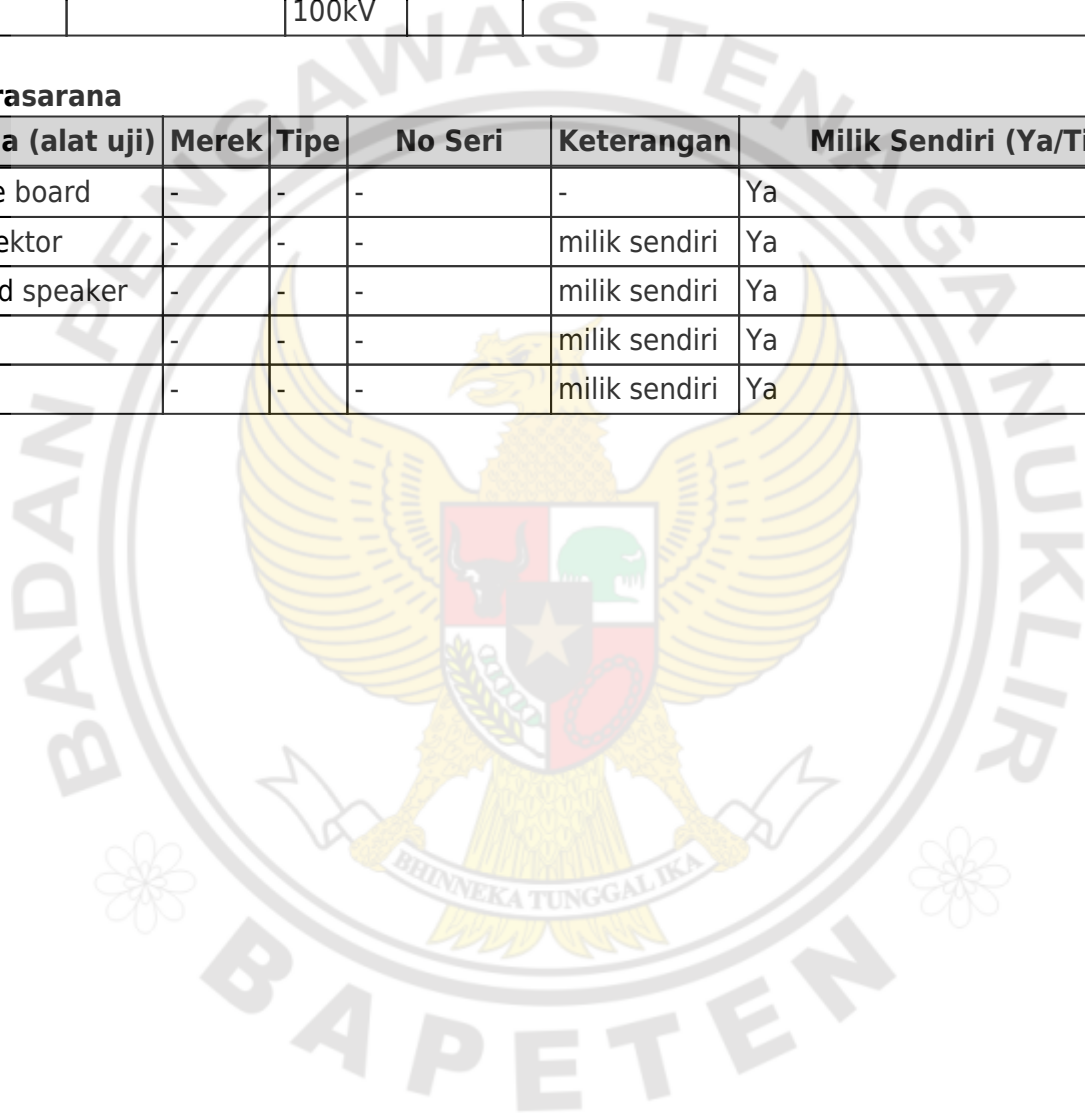 100kV
rasarana
a (alat uji) Merek Tipe No Seri Keterangan Milik Sendiri (Ya/Ti
e board - - - - Ya
ektor - - - milik sendiri Ya
d speaker - - - milik sendiri Ya
- - - milik sendiri Ya
- - - milik sendiri Ya
BADAN PENGAWAS TENAGA NUKLIR
BHINNEKA TUNGGAL IKA
BAPETEN